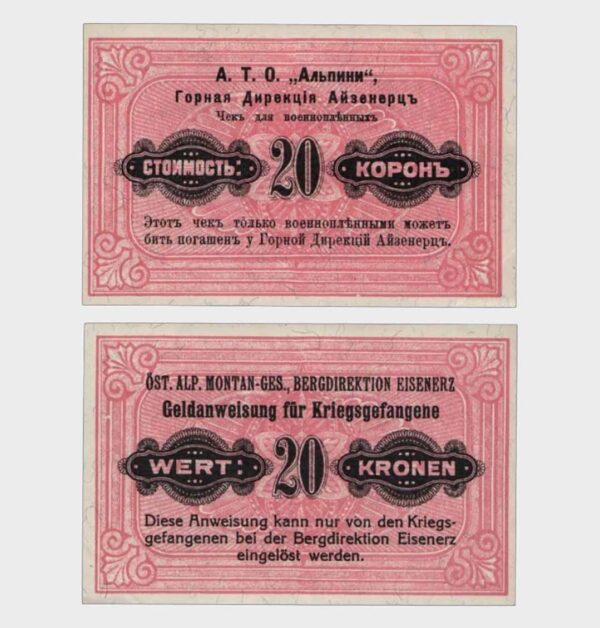 А. Т. О. „Альпини“,
Горная Дирекція Айзенерцъ
Чекъ для военноплѣнныхъ
СТОИМОСТЬ: 20 КОРОНЪ
Этотъ чекъ только военноплѣнными можетъ
бить погашенъ у Горной Дирекцій Айзенерцъ.
ÖST. ALP. MONTAN-GES., BERGDIREKTION EISENERZ
Geldanweisung für Kriegsgefangene
WERT: 20 KRONEN
Diese Anweisung kann nur von den Kriegs-
gefangenen bei der Bergdirektion Eisenerz
eingelöst werden.